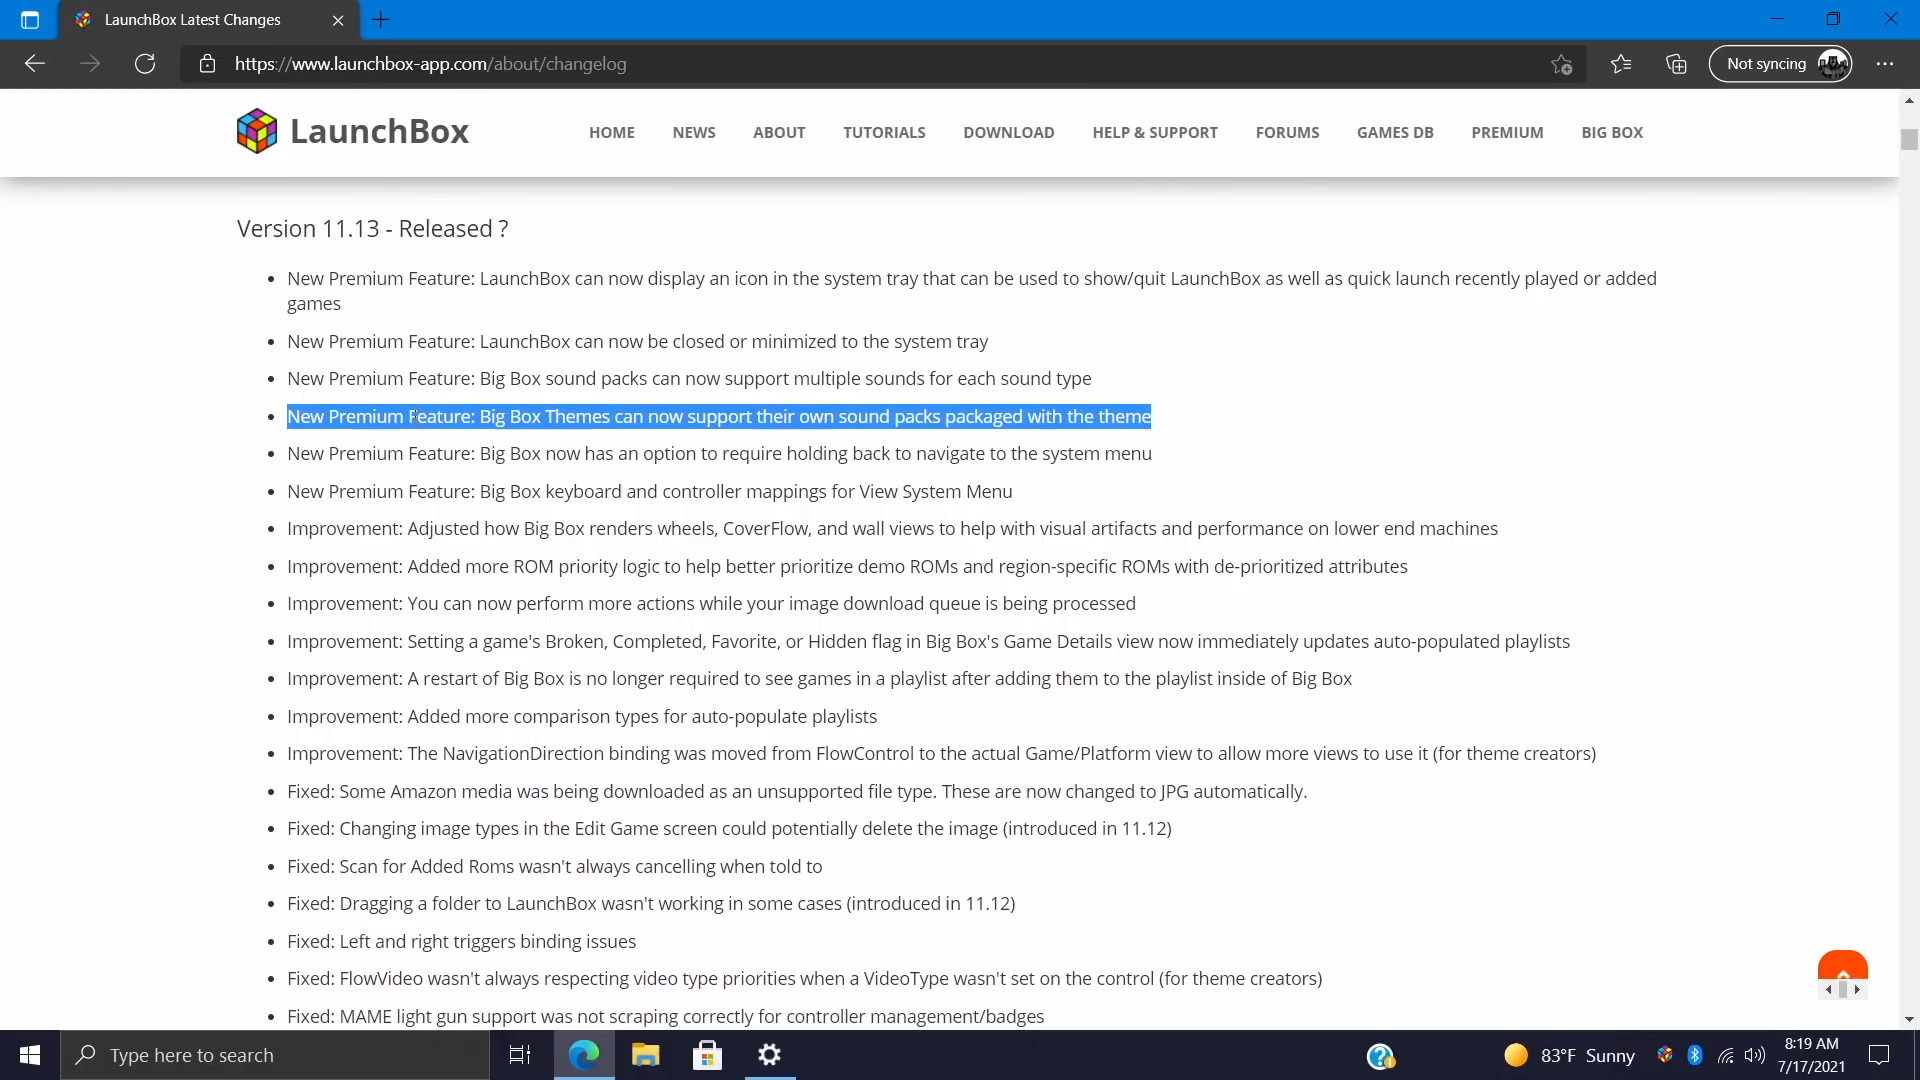 LaunchBox Latest Changes
https://www.launchbox-app.com/about/changelog
Not syncing
LaunchBox
HOME
NEWS
ABOUT
TUTORIALS
DOWNLOAD
HELP & SUPPORT
FORUMS
GAMES DB
PREMIUM
BIG BOX
Version 11.13 - Released ?
New Premium Feature: LaunchBox can now display an icon in the system tray that can be used to show/quit LaunchBox as well as quick launch recently played or added
games
New Premium Feature: LaunchBox can now be closed or minimized to the system tray
New Premium Feature: Big Box sound packs can now support multiple sounds for each sound type
New Premium Feature: Big Box Themes can now support their own sound packs packaged with the theme
New Premium Feature: Big Box now has an option to require holding back to navigate to the system menu
New Premium Feature: Big Box keyboard and controller mappings for View System Menu
Improvement: Adjusted how Big Box renders wheels, CoverFlow, and wall views to help with visual artifacts and performance on lower end machines
Improvement: Added more ROM priority logic to help better prioritize demo ROMs and region-specific ROMs with de-prioritized attributes
Improvement: You can now perform more actions while your image download queue is being processed
Improvement: Setting a game's Broken, Completed, Favorite, or Hidden flag in Big Box's Game Details view now immediately updates auto-populated playlists
Improvement: A restart of Big Box is no longer required to see games in a playlist after adding them to the playlist inside of Big Box
Improvement: Added more comparison types for auto-populate playlists
Improvement: The NavigationDirection binding was moved from FlowControl to the actual Game/Platform view to allow more views to use it (for theme creators)
Fixed: Some Amazon media was being downloaded as an unsupported file type. These are now changed to JPG automatically.
Fixed: Changing image types in the Edit Game screen could potentially delete the image (introduced in 11.12)
Fixed: Scan for Added Roms wasn't always cancelling when told to
Fixed: Dragging a folder to LaunchBox wasn't working in some cases (introduced in 11.12)
Fixed: Left and right triggers binding issues
Fixed: FlowVideo wasn't always respecting video type priorities when a VideoType wasn't set on the control (for theme creators)
Fixed: MAME light gun support was not scraping correctly for controller management/badges
Type here to search
83°F Sunny
8:19 AM
7/17/2021